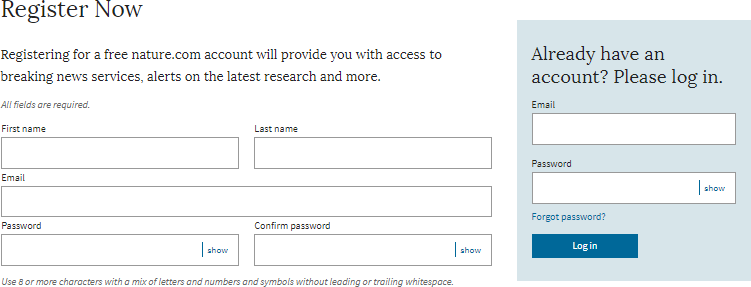 Register Now
Registering for a free nature.com account will provide you with access to
breaking news services, alerts on the latest research and more.
All fields are required.
First name
Last name
Email
Password
show
Confirm password
show
Use 8 or more characters with a mix of letters and numbers and symbols without leading or trailing whitespace.
Already have an
account? Please log in.
Email
Password
show
Forgot password?
Log in